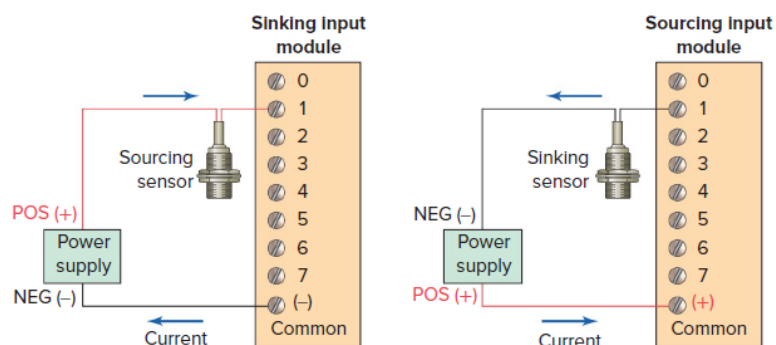 Sinking input
module
0
1
2
3
4
5
6
7
(–)
Common
Sourcing
sensor
POS (+)
Power
supply
NEG (–)
Current
Sourcing input
module
0
1
2
3
4
5
6
7
(+)
Common
Sinking
sensor
NEG (–)
Power
supply
POS (+)
Current